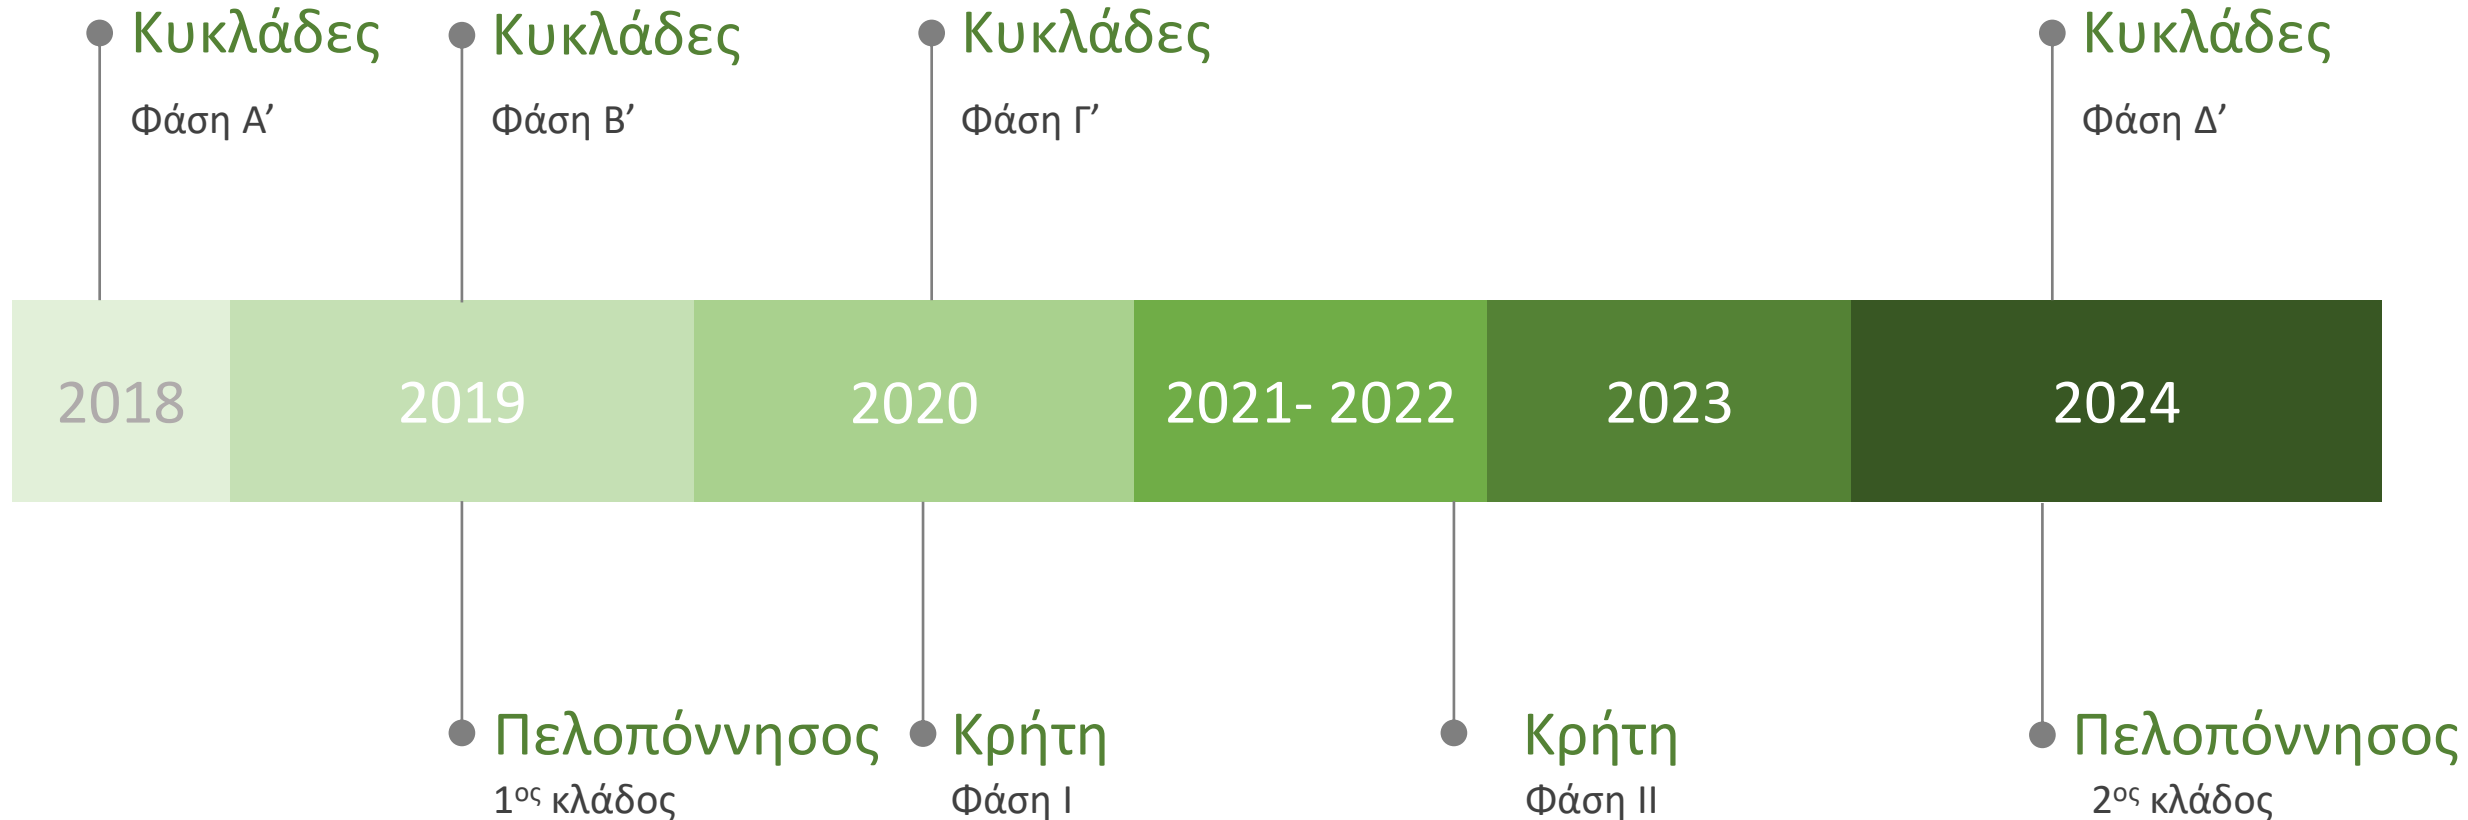 Κυκλάδες
Φάση Α’
Κυκλάδες
Φάση Β’
Κυκλάδες
Φάση Γ’
Κυκλάδες
Φάση Δ’
2018
2019
2020
2021- 2022
2023
2024
Πελοπόννησος
1ος κλάδος
Κρήτη
Φάση Ι
Κρήτη
Φάση ΙΙ
Πελοπόννησος
2ος κλάδος